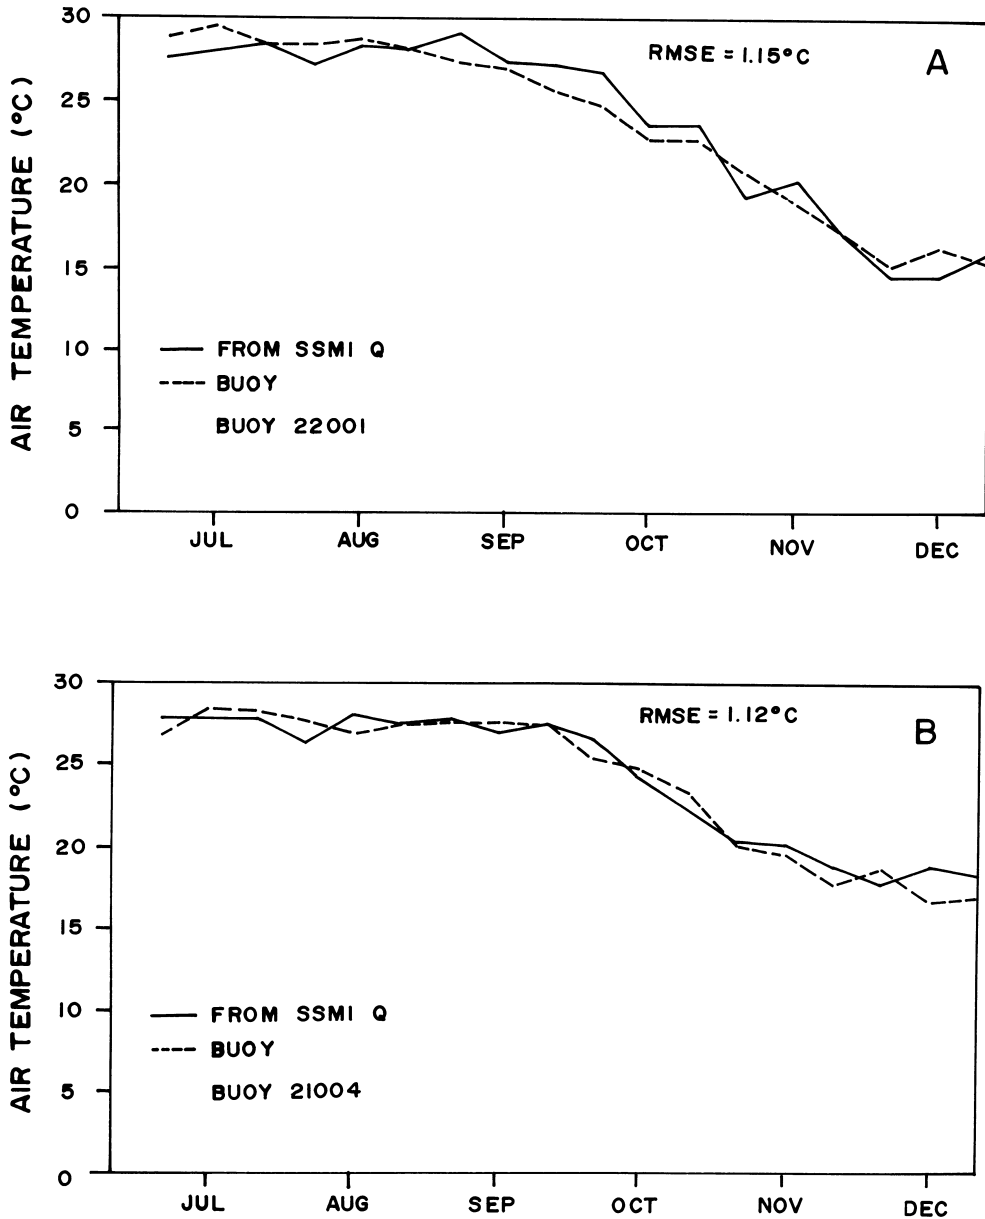 30
RMSE = 1.15°C
A
25
20
15
10
5
0
AIR TEMPERATURE (°C)
FROM SSMI Q
BUOY
BUOY 22001
JUL
AUG
SEP
OCT
NOV
DEC
30
RMSE = 1.12°C
B
25
20
15
10
5
0
AIR TEMPERATURE (°C)
FROM SSMI Q
BUOY
BUOY 21004
JUL
AUG
SEP
OCT
NOV
DEC